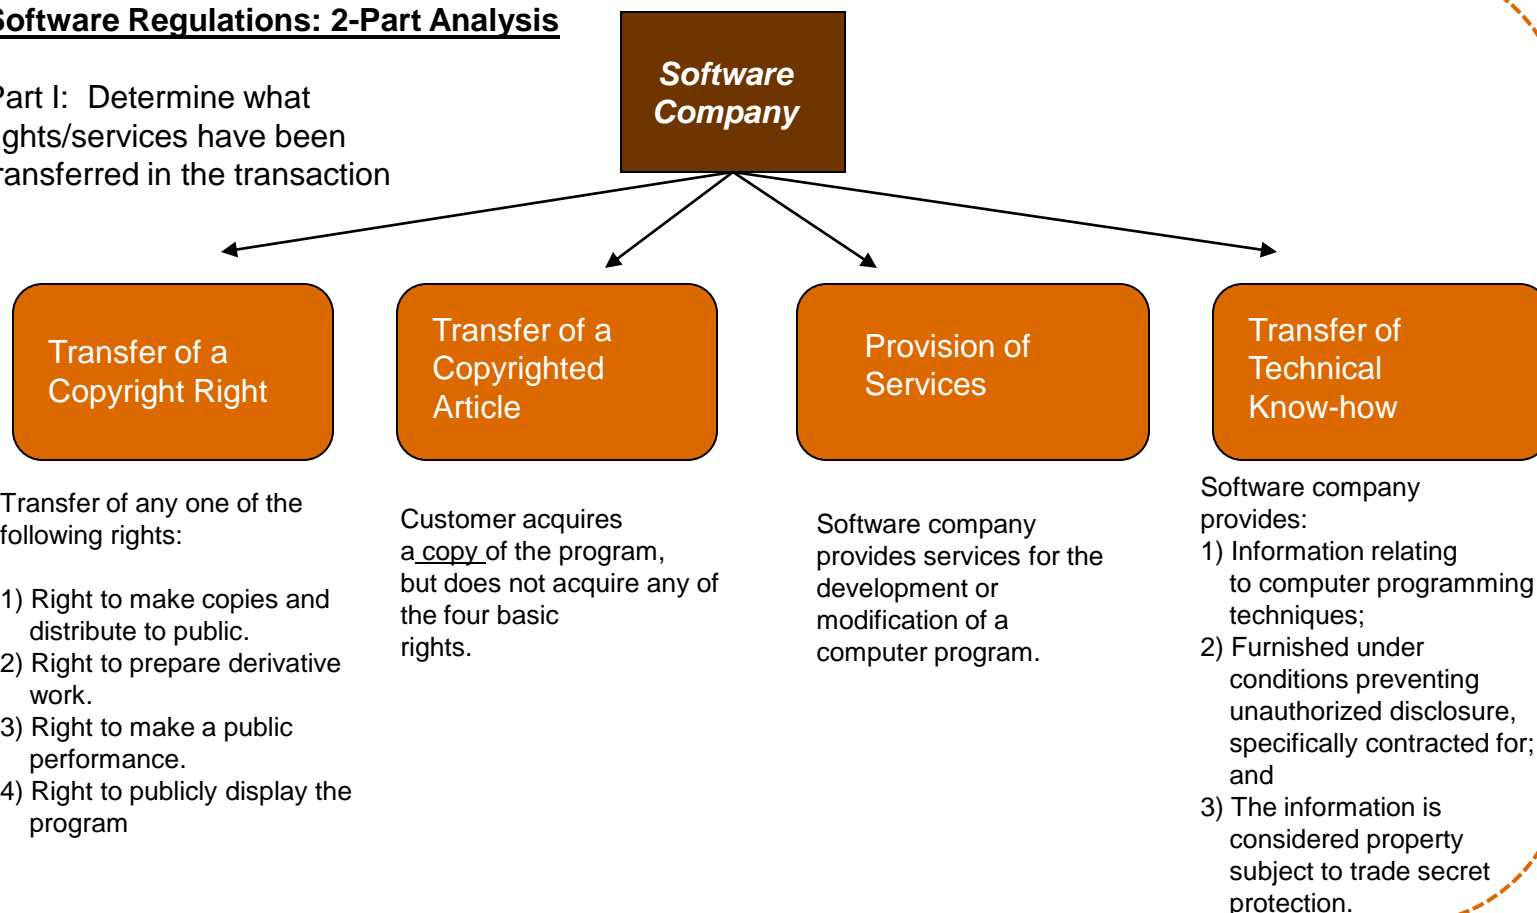 Software Regulations: 2-Part Analysis
Part I: Determine what
ights/services have been
transferred in the transaction
Software
Company
Transfer of a
Copyright Right
Transfer of any one of the
following rights:
1) Right to make copies and
distribute to public.
2) Right to prepare derivative
work.
3) Right to make a public
performance.
4) Right to publicly display the
program
Transfer of a
Copyrighted
Article
Customer acquires
a copy of the program,
but does not acquire any of
the four basic
rights.
Provision of
Services
Software company
provides services for the
development or
modification of a
computer program.
Transfer of
Technical
Know-how
Software company
provides:
1) Information relating
to computer programming
techniques;
2) Furnished under
conditions preventing
unauthorized disclosure,
specifically contracted for;
and
3) The information is
considered property
subject to trade secret
protection.